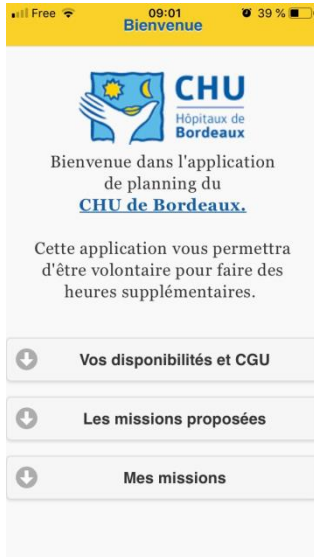 Free 09:01 39 %
Bienvenue
CHU
Hôpitaux de
Bordeaux
Bienvenue dans l'application
de planning du
CHU de Bordeaux.
Cette application vous permettra
d'être volontaire pour faire des
heures supplémentaires.
Vos disponibilités et CGU
Les missions proposées
Mes missions